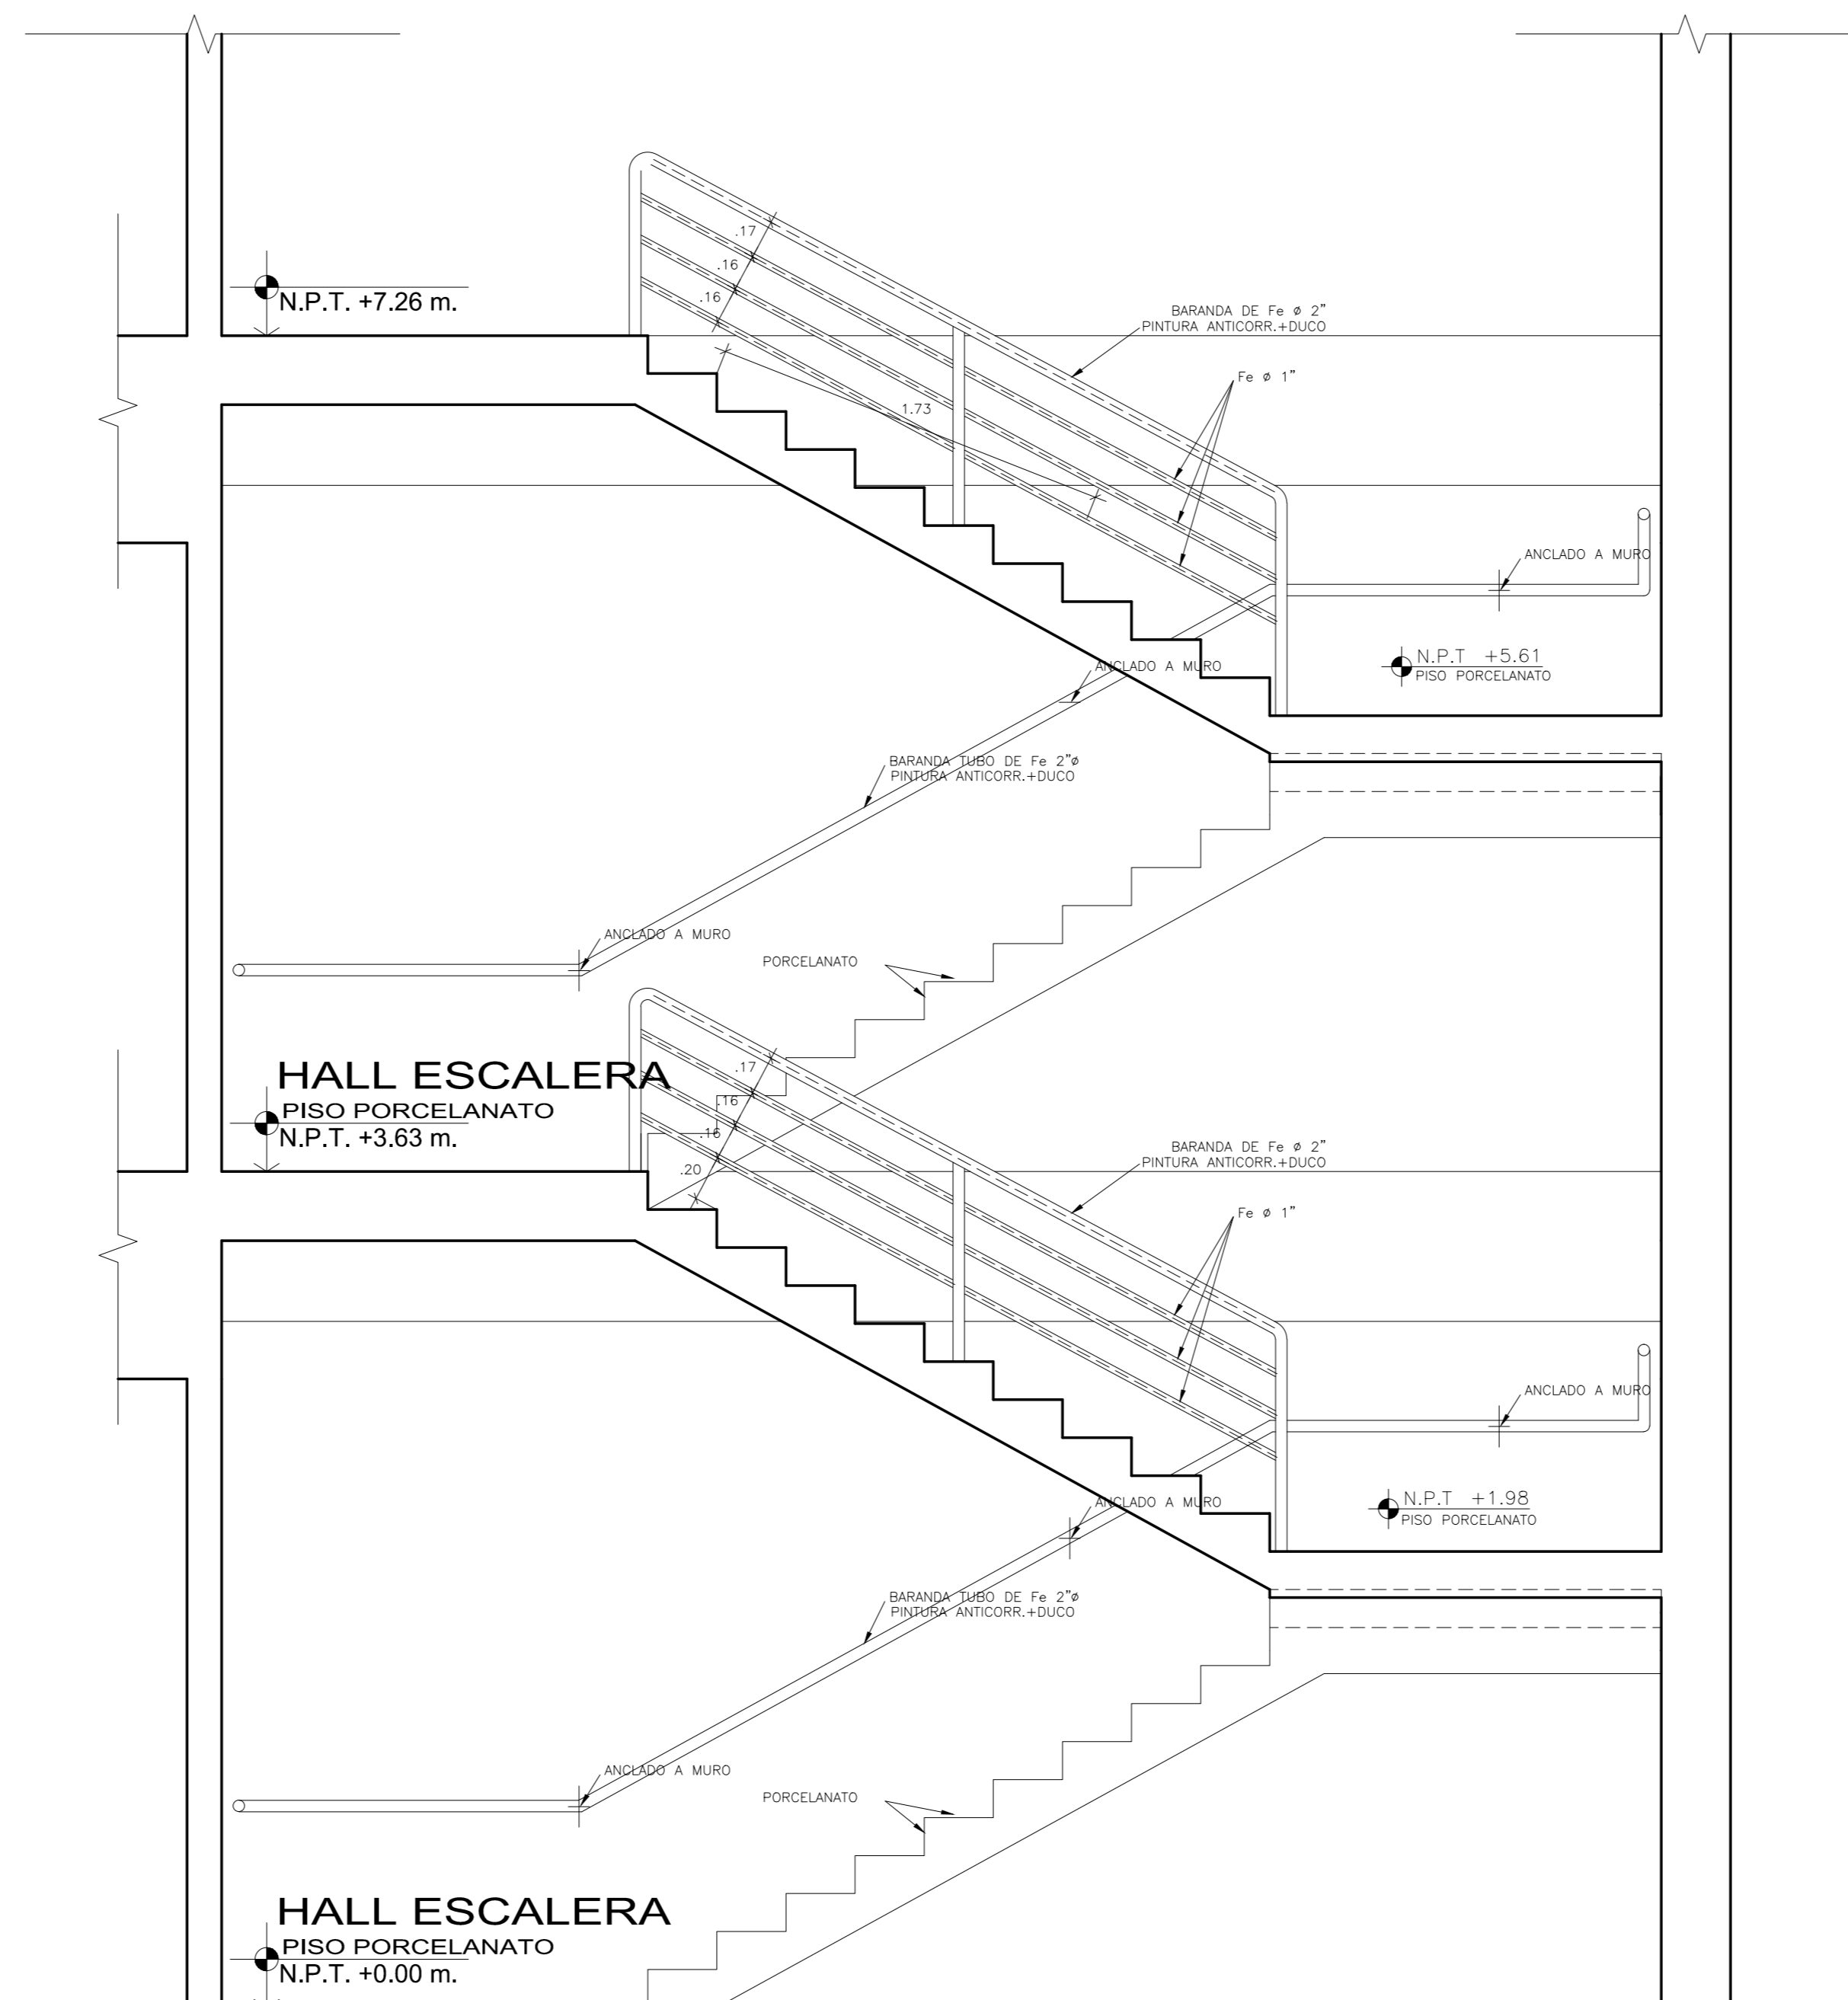 .17
.16
.16
N.P.T. +7.26 m.
BARANDA DE Fe ø 2"
PINTURA ANTICORR.+DUCO
Fe ø 1"
1.73
ANCLADO A MURO
N.P.T +5.61
PISO PORCELANATO
ANCLADO A MURO
BARANDA TUBO DE Fe 2"ø
PINTURA ANTICORR.+DUCO
ANCLADO A MURO
PORCELANATO
HALL ESCALERA
PISO PORCELANATO
N.P.T. +3.63 m.
.17
.16
.16
.20
BARANDA DE Fe ø 2"
PINTURA ANTICORR.+DUCO
Fe ø 1"
ANCLADO A MURO
N.P.T +1.98
PISO PORCELANATO
ANCLADO A MURO
BARANDA TUBO DE Fe 2"ø
PINTURA ANTICORR.+DUCO
ANCLADO A MURO
PORCELANATO
HALL ESCALERA
PISO PORCELANATO
N.P.T. +0.00 m.